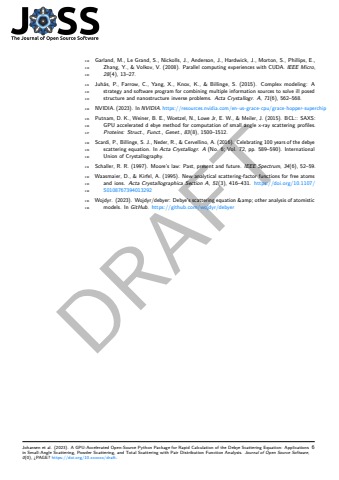 JOSS
The Journal of Open Source Software
Garland, M., Le Grand, S., Nickolls, J., Anderson, J., Hardwick, J., Morton, S., Phillips, E.,
Zhang, Y., & Volkov, V. (2008). Parallel computing experiences with CUDA. IEEE Micro,
28(4), 13–27.
Juhás, P., Farrow, C., Yang, X., Knox, K., & Billinge, S. (2015). Complex modeling: A
strategy and software program for combining multiple information sources to solve ill posed
structure and nanostructure inverse problems. Acta Crystallogr. A, 71(6), 562–568.
NVIDIA. (2023). In NVIDIA. https://resources.nvidia.com/en-us-grace-cpu/grace-hopper-superchip
Putnam, D. K., Weiner, B. E., Woetzel, N., Lowe Jr, E. W., & Meiler, J. (2015). BCL:: SAXS:
GPU accelerated d ebye method for computation of small angle x-ray scattering profiles.
Proteins: Struct., Funct., Genet., 83(8), 1500–1512.
Scardi, P., Billinge, S. J., Neder, R., & Cervellino, A. (2016). Celebrating 100 years of the debye
scattering equation. In Acta Crystallogr. A (No. 6; Vol. 72, pp. 589–590). International
Union of Crystallography.
Schaller, R. R. (1997). Moore's law: Past, present and future. IEEE Spectrum, 34(6), 52–59.
Waasmaier, D., & Kirfel, A. (1995). New analytical scattering-factor functions for free atoms
and ions. Acta Crystallographica Section A, 51(3), 416–431. https://doi.org/10.1107/
S0108767394013292
Wojdyr. (2023). Wojdyr/debyer: Debye's scattering equation &amp; other analysis of atomistic
models. In GitHub. https://github.com/wojdyr/debyer
DRAFT
Johansen et al. (2023). A GPU-Accelerated Open-Source Python Package for Rapid Calculation of the Debye Scattering Equation: Applications 6
in Small-Angle Scattering, Powder Scattering, and Total Scattering with Pair Distribution Function Analysis. Journal of Open Source Software,
¿VOL?(¿ISSUE?), ¿PAGE? https://doi.org/10.xxxxxx/draft.